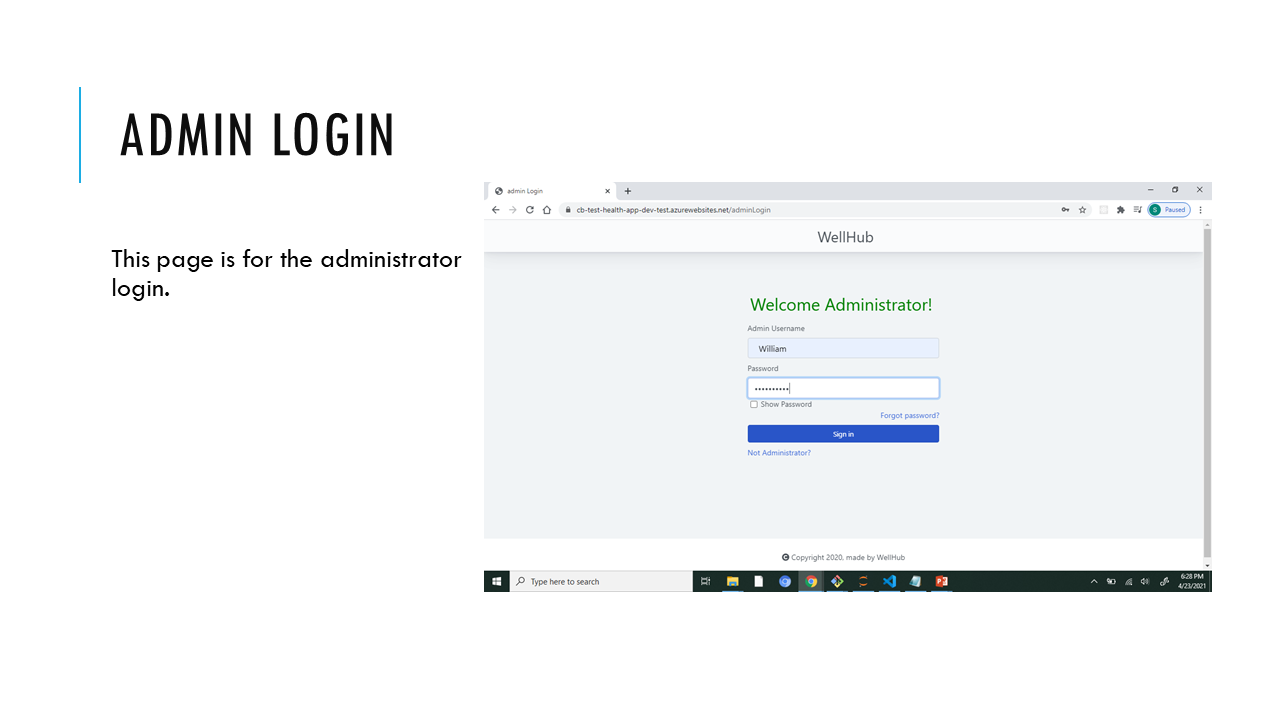 ADMIN LOGIN
This page is for the administrator
login.
admin Login
cb-test-health-app-dev-test.azurewebsites.net/adminLogin
S Paused
WellHub
Welcome Administrator!
Admin Username
William
Password
••••••••••
Show Password
Forgot password?
Sign in
Not Administrator?
Copyright 2020, made by WellHub
Type here to search
6:28 PM
4/23/2021